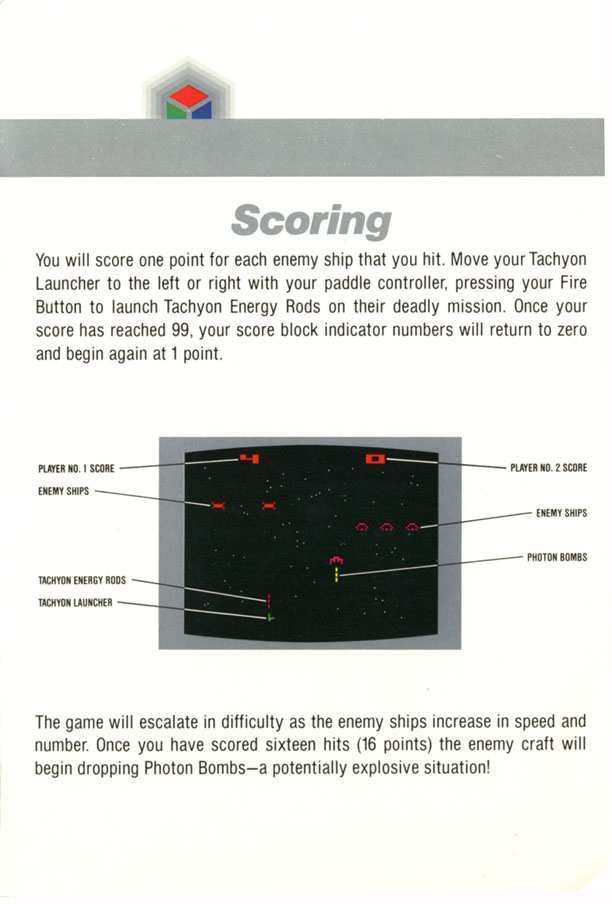 Scoring
You will score one point for each enemy ship that you hit. Move your Tachyon
Launcher to the left or right with your paddle controller, pressing your Fire
Button to launch Tachyon Energy Rods on their deadly mission. Once your
score has reached 99, your score block indicator numbers will return to zero
and begin again at 1 point.
4 0
PLAYER NO. 1 SCORE
PLAYER NO. 2 SCORE
ENEMY SHIPS
ENEMY SHIPS
PHOTON BOMBS
TACHYON ENERGY RODS
TACHYON LAUNCHER
The game will escalate in difficulty as the enemy ships increase in speed and
number. Once you have scored sixteen hits (16 points) the enemy craft will
begin dropping Photon Bombs—a potentially explosive situation!